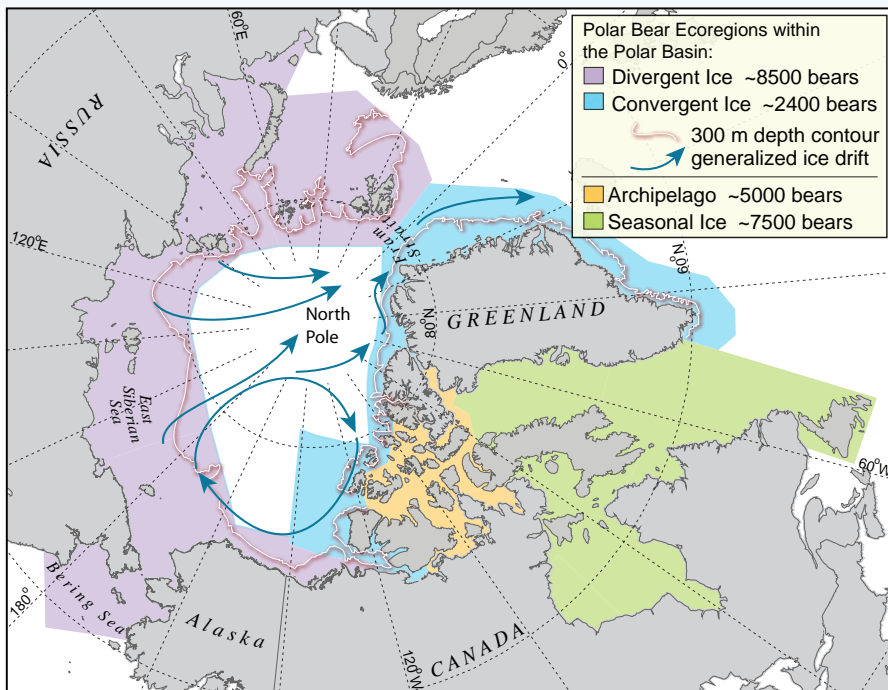 Polar Bear Ecoregions within
the Polar Basin:
Divergent Ice ~8500 bears
Convergent Ice ~2400 bears
300 m depth contour
generalized ice drift
Archipelago ~5000 bears
Seasonal Ice ~7500 bears
60°E
0°
RUSSIA
120°E
Fram
Strait
North
Pole
80°N
GREENLAND
60°N
East
Siberian
Sea
60°W
Bering Sea
180°
Alaska
120°W
CANADA